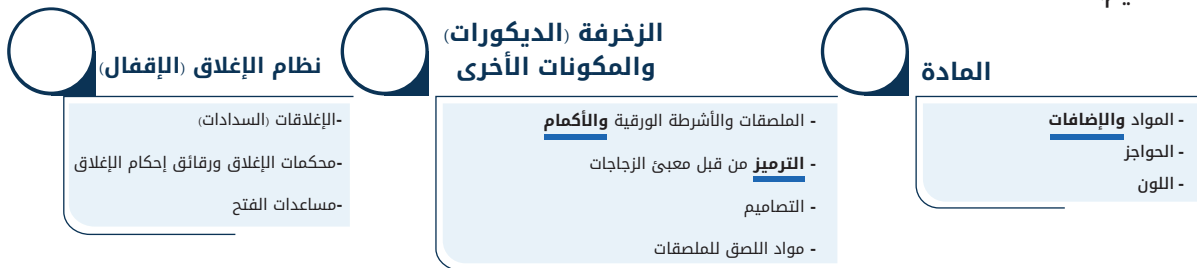 المادة
- المواد والإضافات
- الحواجز
- اللون
الزخرفة (الديكورات)
والمكونات الأخرى
- الملصقات والأشرطة الورقية والأكمام
- الترميز من قبل معبئ الزجاجات
- التصاميم
- مواد اللصق للملصقات
نظام الإغلاق (الإقفال)
-الإغلاقات (السدادات)
-محكمات الإغلاق ورقائق إحكام الإغلاق
-مساعدات الفتح